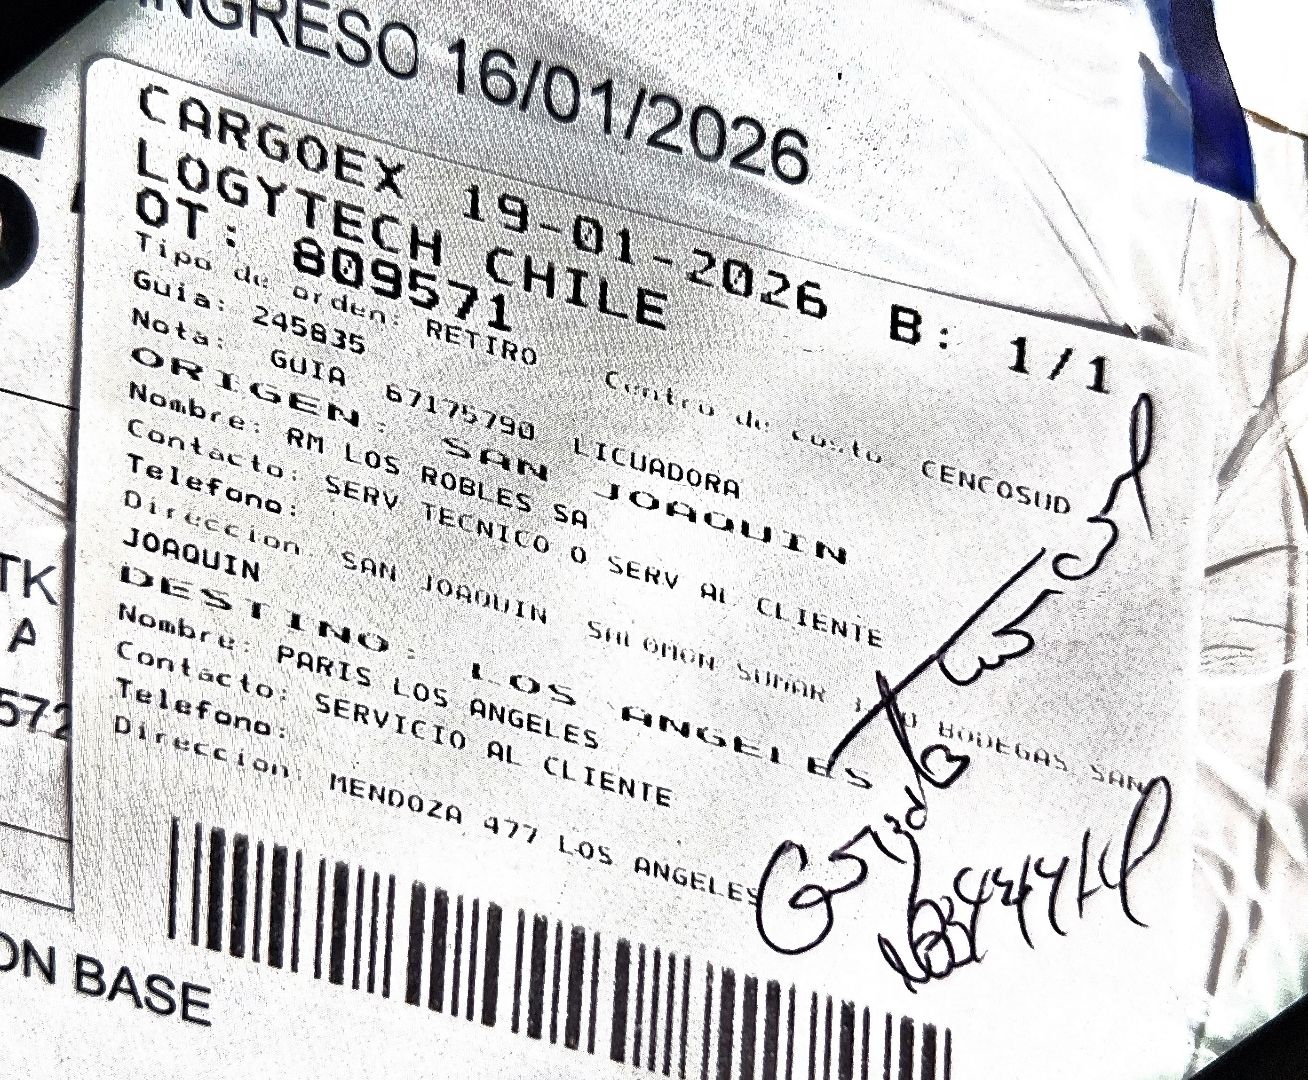 INGRESO 16/01/2026
CARGOEX 19-01-2026 B: 1/1
LOGYTECH CHILE
OT: 809571
Tipo de orden: RETIRO Centro de costo CENCOSUD
Guia: 245835
Nota: GUIA 67175790 LICUADORA
ORIGEN: SAN JOAQUIN
Nombre: RM LOS ROBLES SA
Contacto: SERV TECNICO O SERV AL CLIENTE
Telefono:
Direccion: SAN JOAQUIN SALOMON SUMAR BODEGAS SAN
JOAQUIN
DESTINO: LOS ANGELES
Nombre: PARIS LOS ANGELES
Contacto: SERVICIO AL CLIENTE
Telefono:
Direccion: MENDOZA 477 LOS ANGELES
TK
A
572
ON BASE